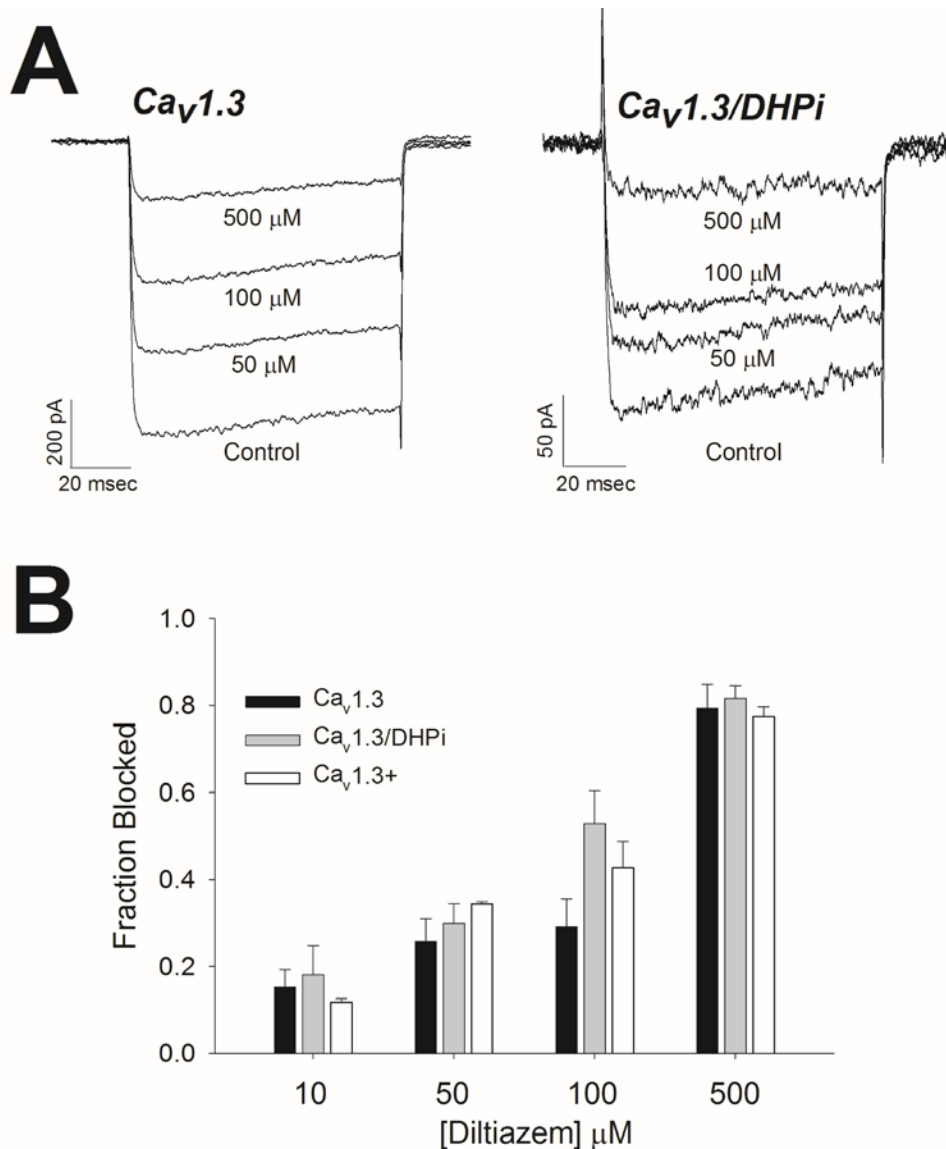 A
Cav1.3
Cav1.3/DHPi
500 μM
100 μM
50 μM
Control
200 pA
20 msec
500 μM
100 μM
50 μM
Control
50 pA
20 msec
B
1.0
0.8
0.6
0.4
0.2
0.0
Fraction Blocked
Cav1.3
Cav1.3/DHPi
Cav1.3+
10 50 100 500
[Diltiazem] μM